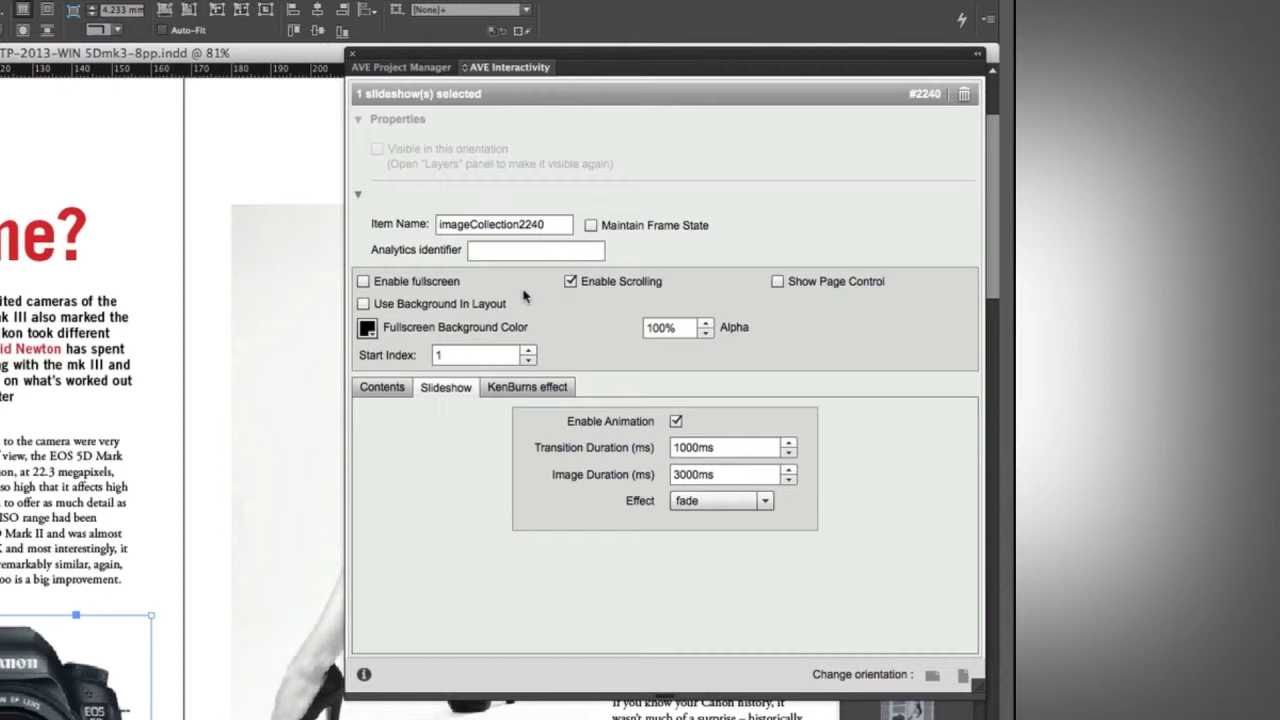 4.233 mm
[None]+
Auto-Fit
TP-2013-WIN 5Dmk3-8pp.indd @ 81%
20 130 140 150 160 170 180 190 200
AVE Project Manager
AVE Interactivity
1 slideshow(s) selected
#2240
Properties
Visible in this orientation
(Open "Layers" panel to make it visible again)
Item Name: imageCollection2240
Maintain Frame State
Analytics identifier
Enable fullscreen
Enable Scrolling
Show Page Control
Use Background In Layout
Fullscreen Background Color
100% Alpha
Start Index: 1
Contents
Slideshow
KenBurns effect
Enable Animation
Transition Duration (ms) 1000ms
Image Duration (ms) 3000ms
Effect fade
Change orientation :
me?
ited cameras of the
mk III also marked the
kon took different
id Newton has spent
g with the mk III and
on what's worked out
ter
to the camera were very
f view, the EOS 5D Mark
on, at 22.3 megapixels,
so high that it affects high
to offer as much detail as
ISO range had been
D Mark II and was almost
K and most interestingly, it
remarkably similar, again,
oo is a big improvement.
anon
EOS
5D
If you know your Canon history, it
wasn't much of a surprise – historically